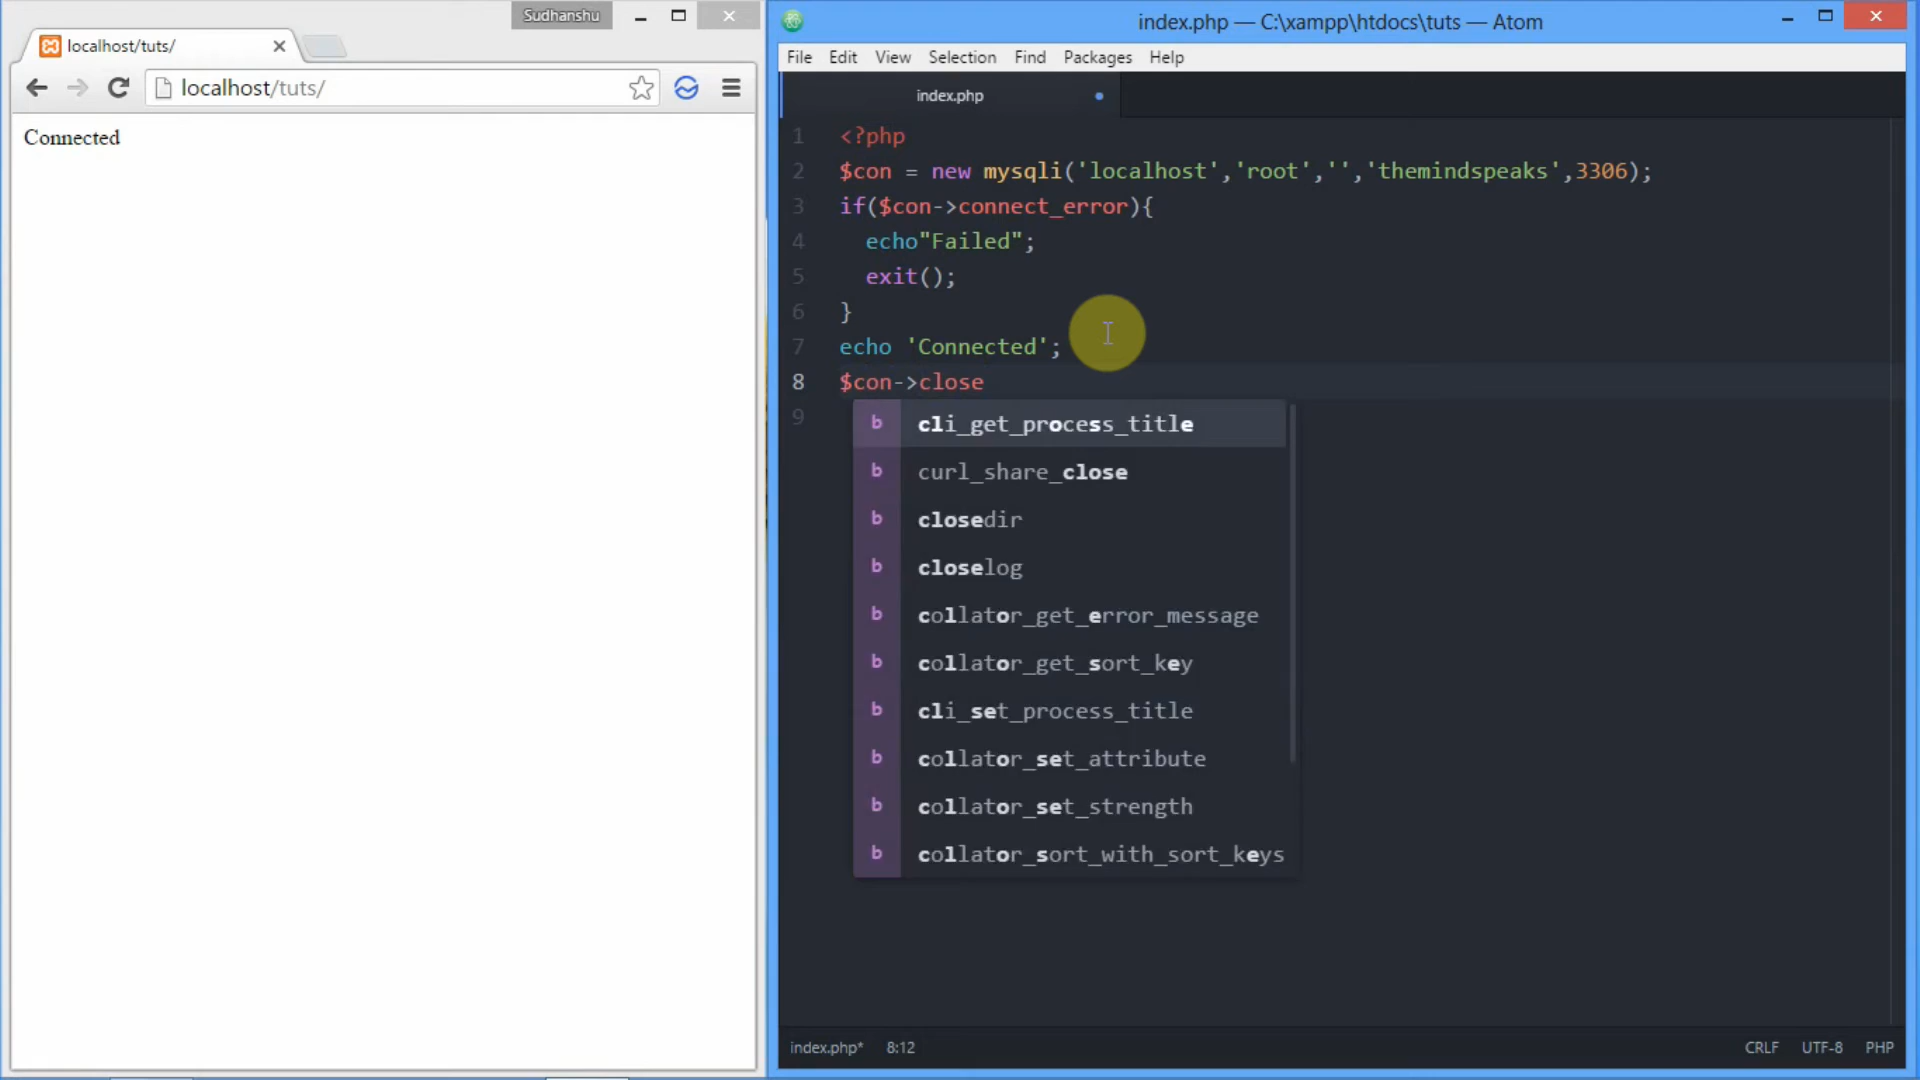 Sudhanshu
localhost/tuts/
localhost/tuts/
Connected
index.php — C:\xampp\htdocs\tuts — Atom
File Edit View Selection Find Packages Help
index.php
1 <?php
2 $con = new mysqli('localhost','root','','themindspeaks',3306);
3 if($con->connect_error){
4 echo"Failed";
5 exit();
6 }
7 echo 'Connected';
8 $con->close
9
b cli_get_process_title
b curl_share_close
b closedir
b closelog
b collator_get_error_message
b collator_get_sort_key
b cli_set_process_title
b collator_set_attribute
b collator_set_strength
b collator_sort_with_sort_keys
index.php* 8:12 CRLF UTF-8 PHP